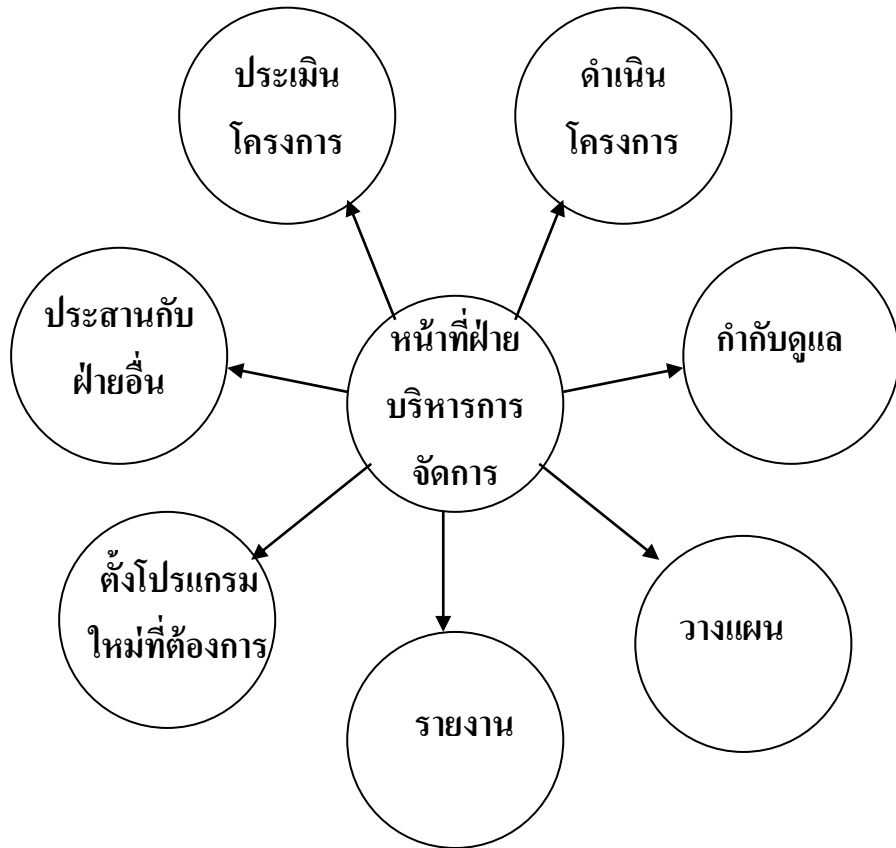 ประเมิน
โครงการ
ดำเนิน
โครงการ
ประสานกับ
ฝ่ายอื่น
หน้าที่ฝ่าย
บริหารการ
จัดการ
กำกับดูแล
ตั้งโปรแกรม
ใหม่ที่ต้องการ
วางแผน
รายงาน